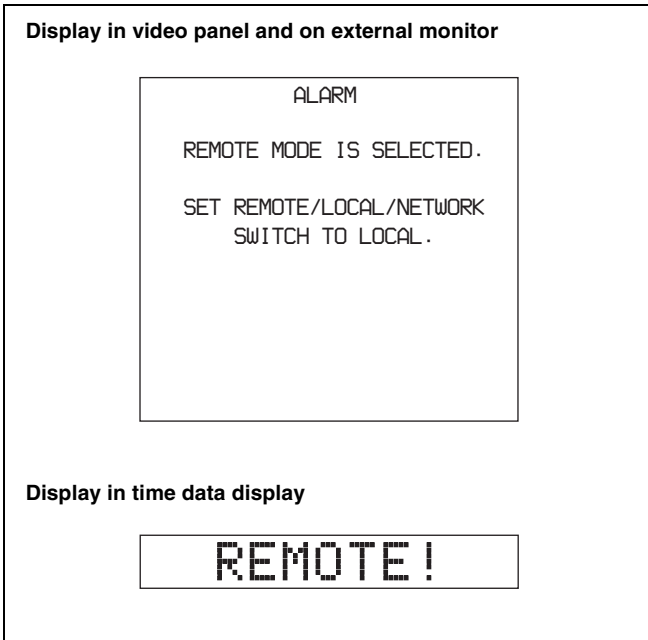 Display in video panel and on external monitor
ALARM
REMOTE MODE IS SELECTED.
SET REMOTE/LOCAL/NETWORK
SWITCH TO LOCAL.
Display in time data display
REMOTE!